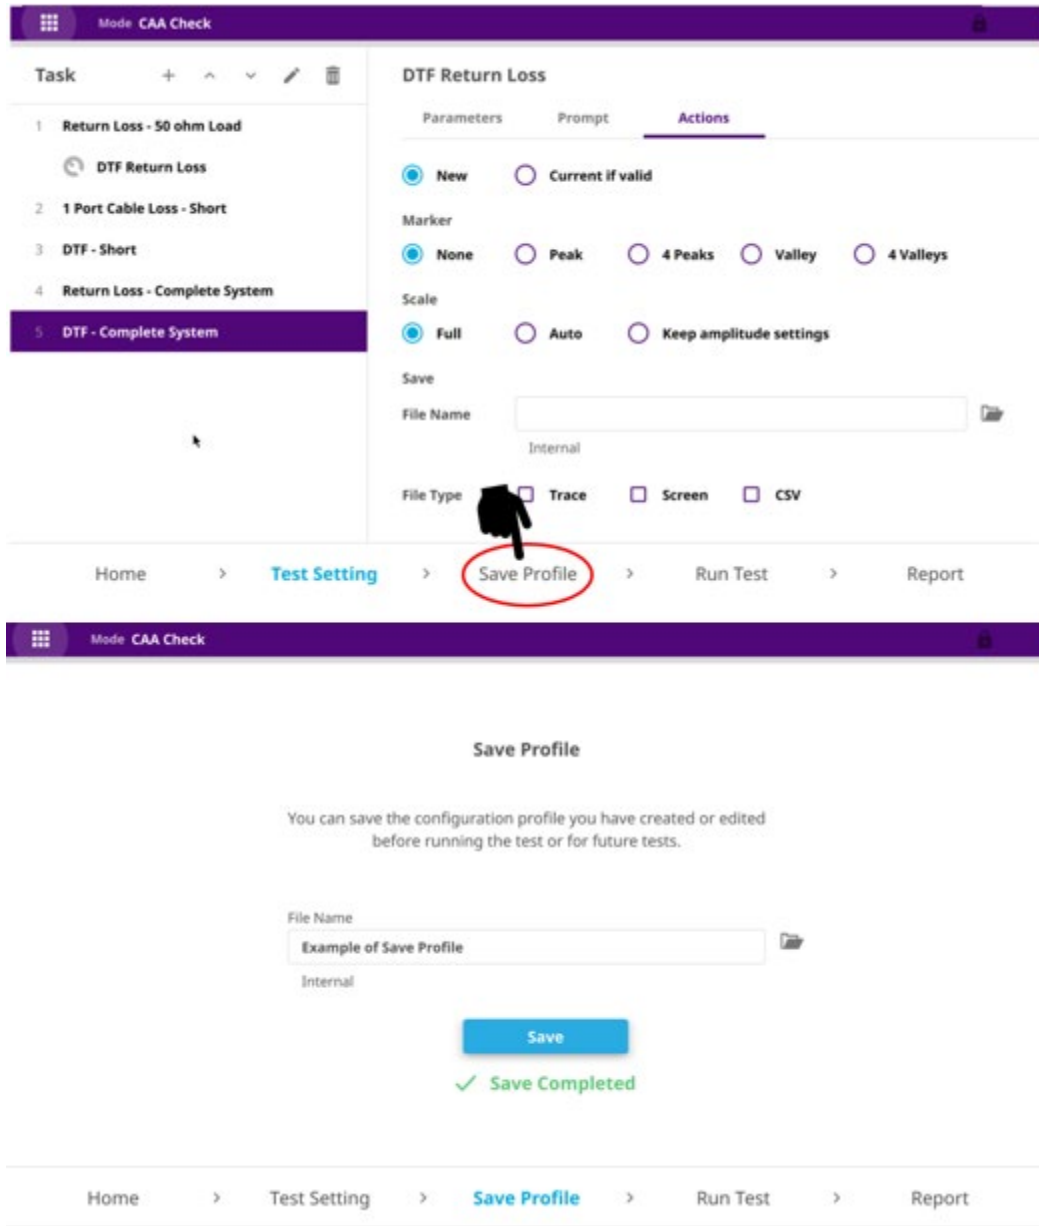 Mode CAA Check
Task
1 Return Loss - 50 ohm Load
DTF Return Loss
2 1 Port Cable Loss - Short
3 DTF - Short
4 Return Loss - Complete System
5 DTF - Complete System
DTF Return Loss
Parameters Prompt Actions
New Current if valid
Marker
None Peak 4 Peaks Valley 4 Valleys
Scale
Full Auto Keep amplitude settings
Save
File Name
Internal
File Type Trace Screen CSV
Home > Test Setting > Save Profile > Run Test > Report
Mode CAA Check
Save Profile
You can save the configuration profile you have created or edited
before running the test or for future tests.
File Name
Example of Save Profile
Internal
Save
✓ Save Completed
Home > Test Setting > Save Profile > Run Test > Report